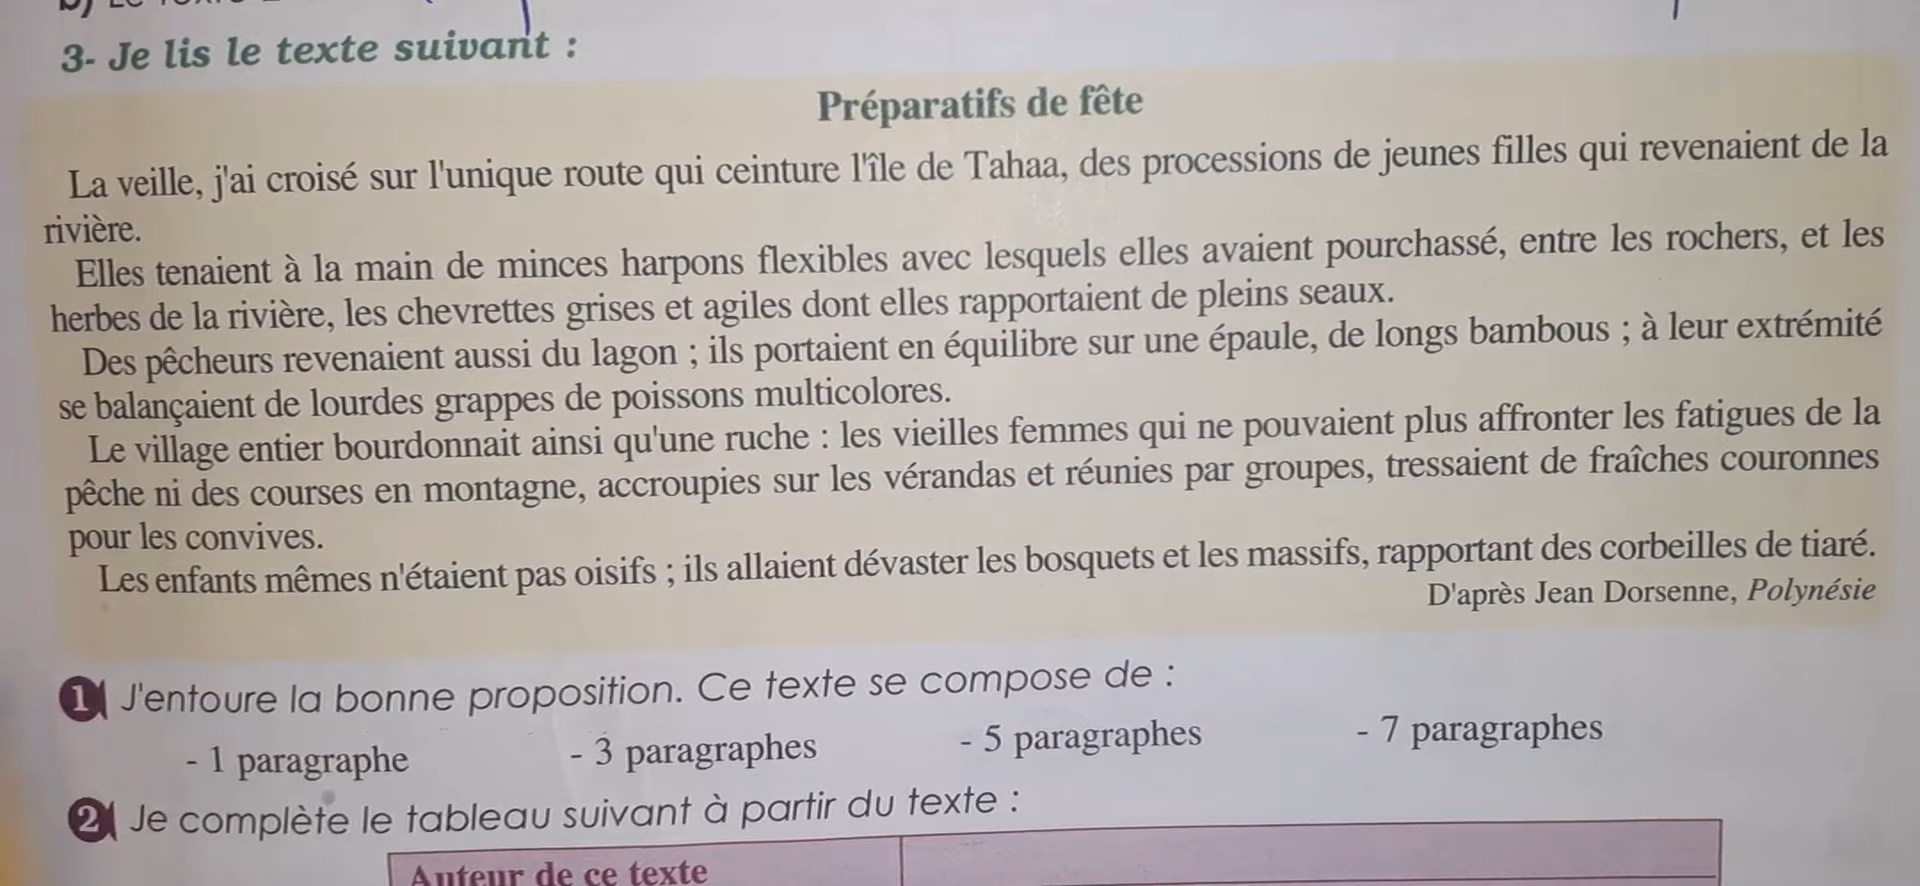 3- Je lis le texte suivant :
Préparatifs de fête
La veille, j'ai croisé sur l'unique route qui ceinture l'île de Tahaa, des processions de jeunes filles qui revenaient de la
rivière.
Elles tenaient à la main de minces harpons flexibles avec lesquels elles avaient pourchassé, entre les rochers, et les
herbes de la rivière, les chevrettes grises et agiles dont elles rapportaient de pleins seaux.
Des pêcheurs revenaient aussi du lagon ; ils portaient en équilibre sur une épaule, de longs bambous ; à leur extrémité
se balançaient de lourdes grappes de poissons multicolores.
Le village entier bourdonnait ainsi qu'une ruche : les vieilles femmes qui ne pouvaient plus affronter les fatigues de la
pêche ni des courses en montagne, accroupies sur les vérandas et réunies par groupes, tressaient de fraîches couronnes
pour les convives.
Les enfants mêmes n'étaient pas oisifs ; ils allaient dévaster les bosquets et les massifs, rapportant des corbeilles de tiaré.
D'après Jean Dorsenne, Polynésie
1 J'entoure la bonne proposition. Ce texte se compose de :
- 1 paragraphe - 3 paragraphes - 5 paragraphes - 7 paragraphes
2 Je complète le tableau suivant à partir du texte :
Auteur de ce texte